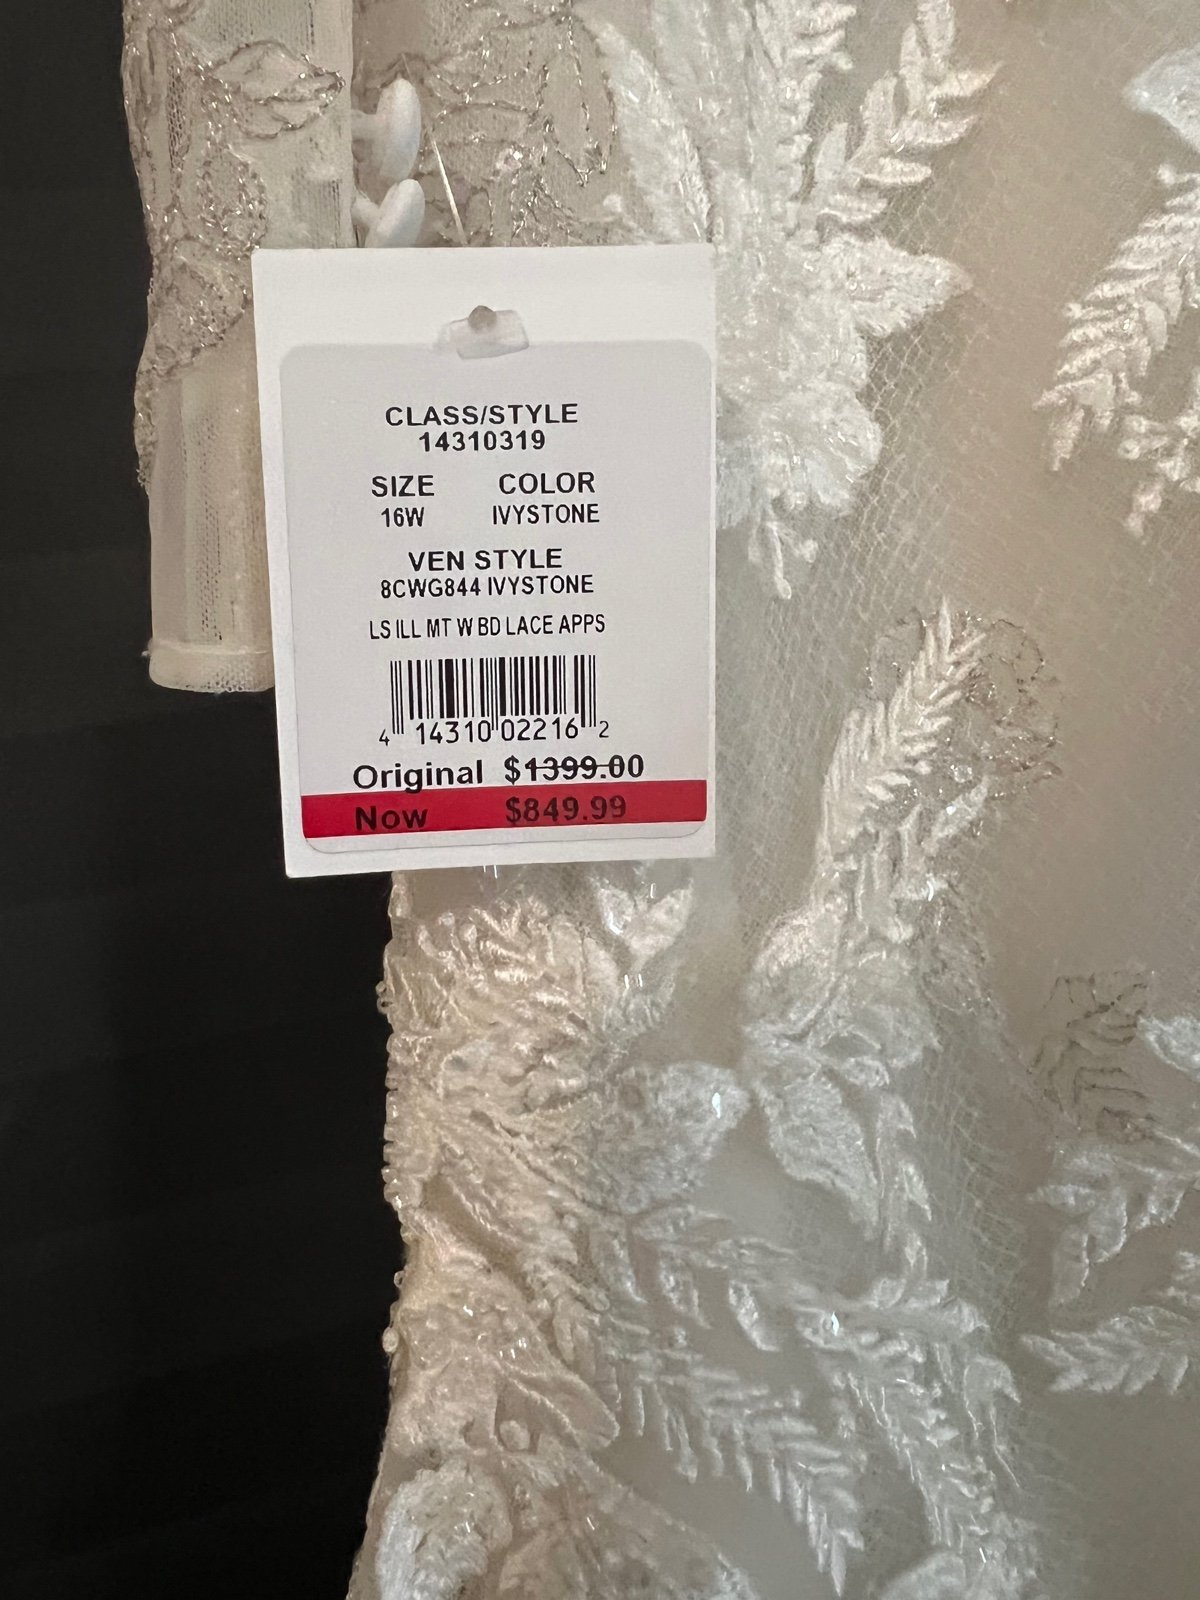 CLASS/STYLE
14310319
SIZE COLOR
16W IVYSTONE
VEN STYLE
8CWG844 IVYSTONE
LS ILL MT W BD LACE APPS
4 14310 02216 2
Original $1399.00
Now $849.99